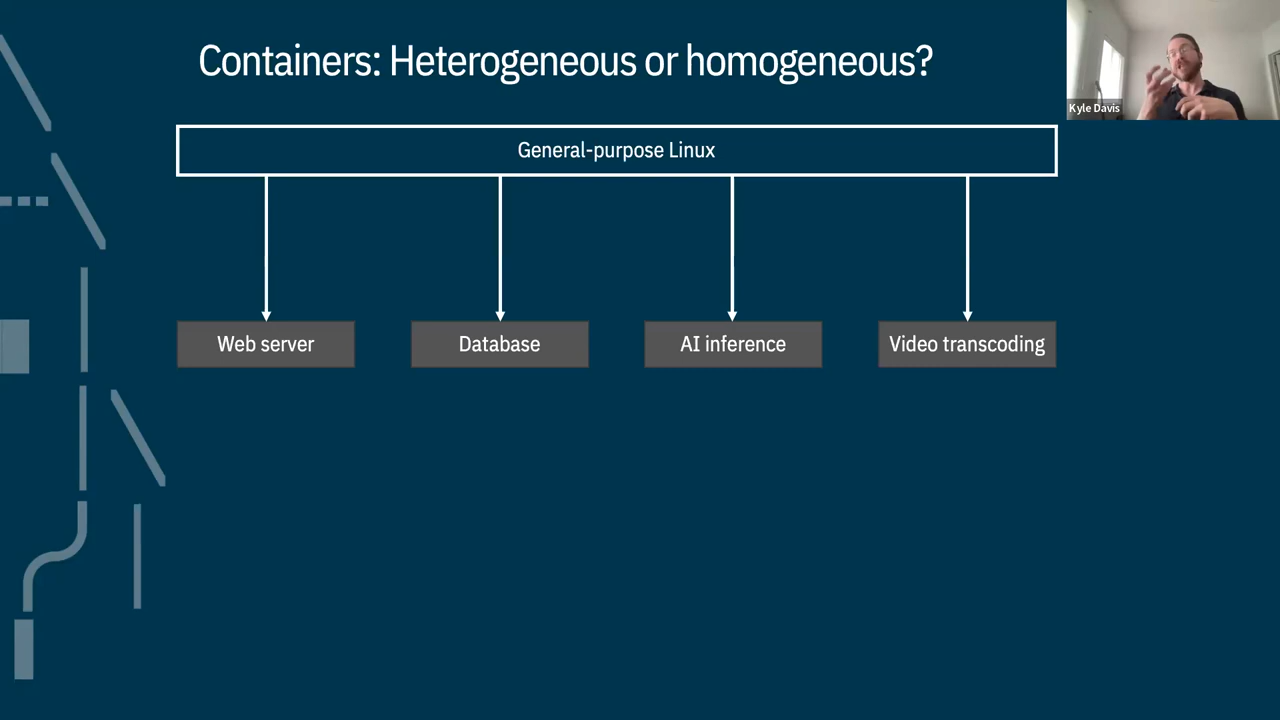 Containers: Heterogeneous or homogeneous?
Kyle Davis
General-purpose Linux
Web server
Database
AI inference
Video transcoding